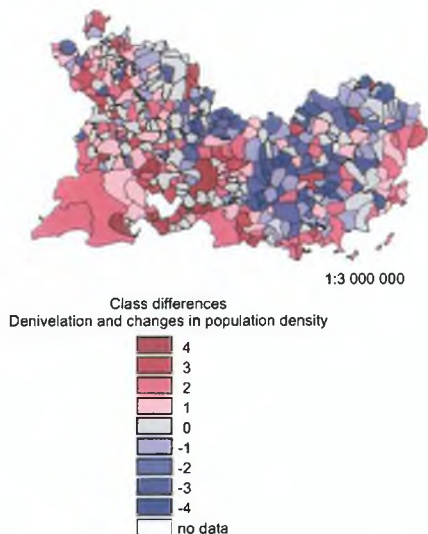 1:3 000 000
Class differences
Denivelation and changes in population density
4
3
2
1
0
-1
-2
-3
-4
no data